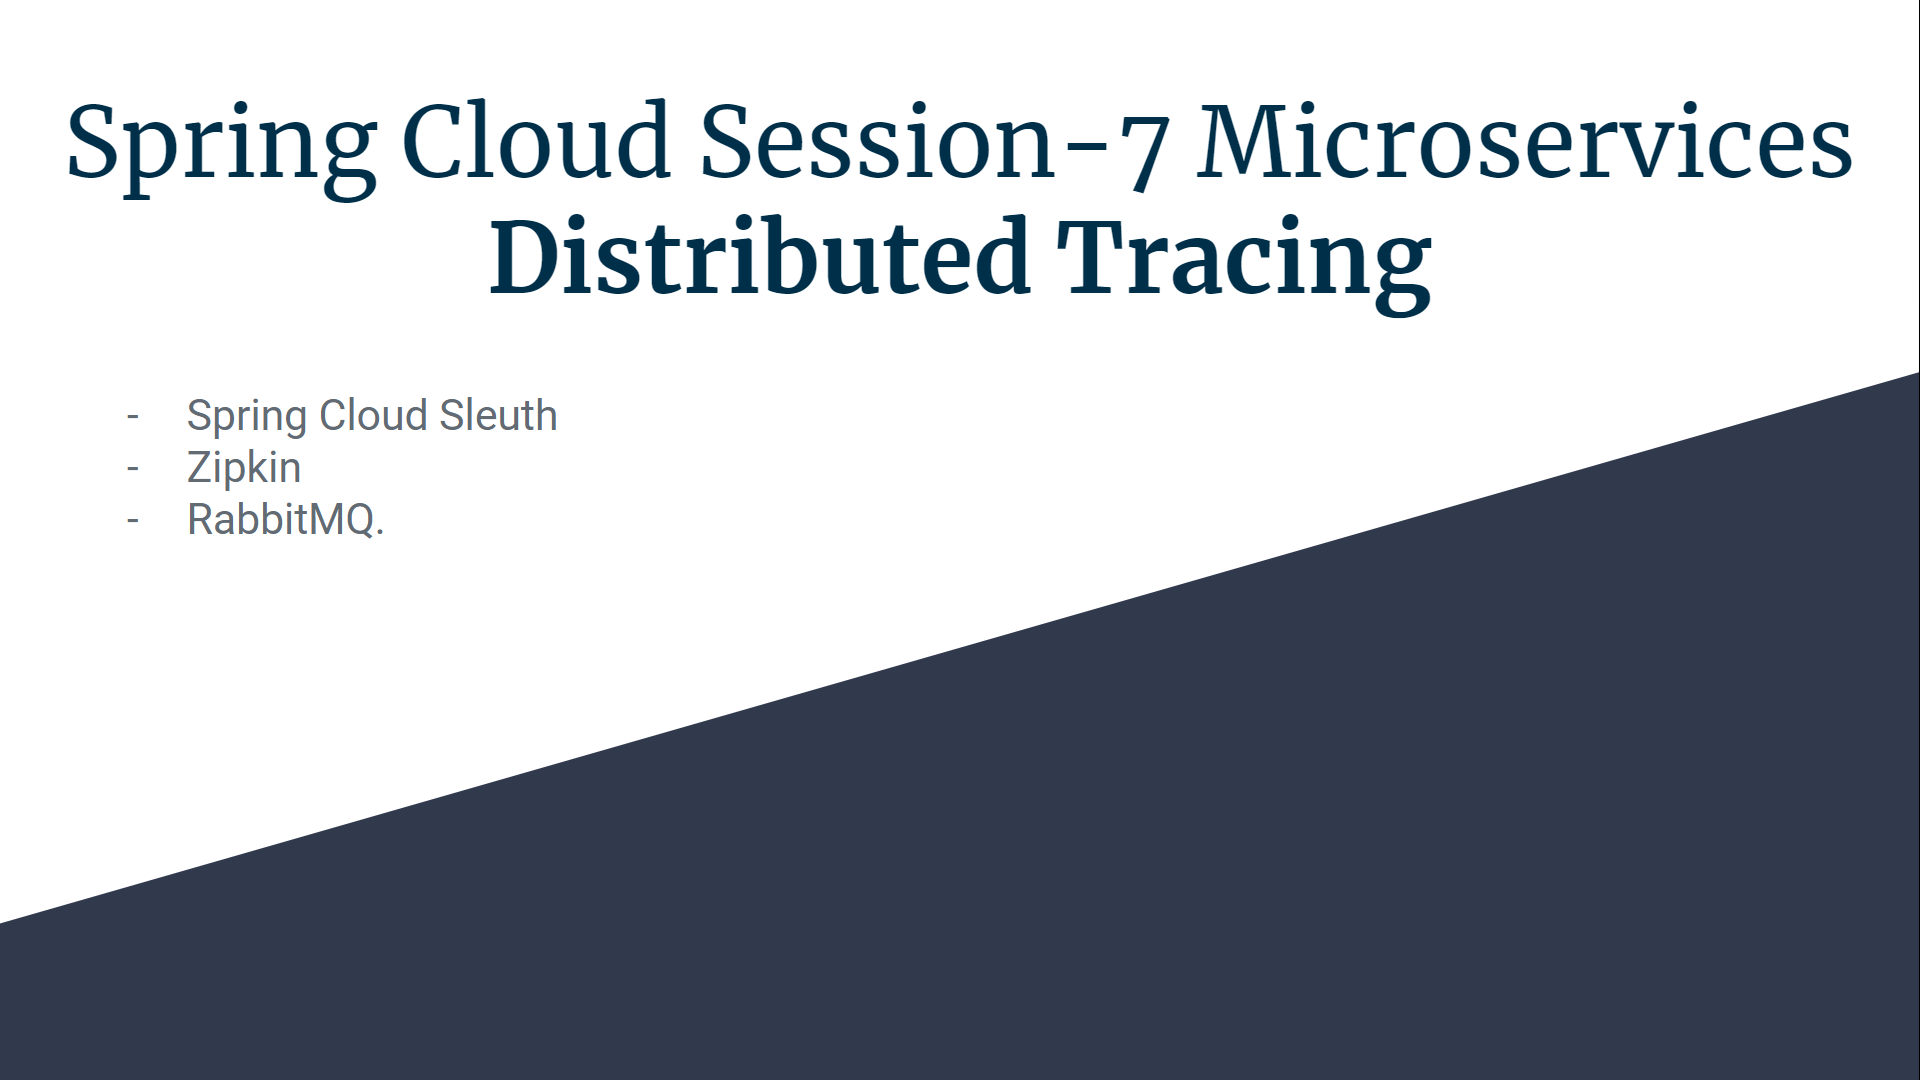 Spring Cloud Session-7 Microservices
Distributed Tracing
- Spring Cloud Sleuth
- Zipkin
- RabbitMQ.